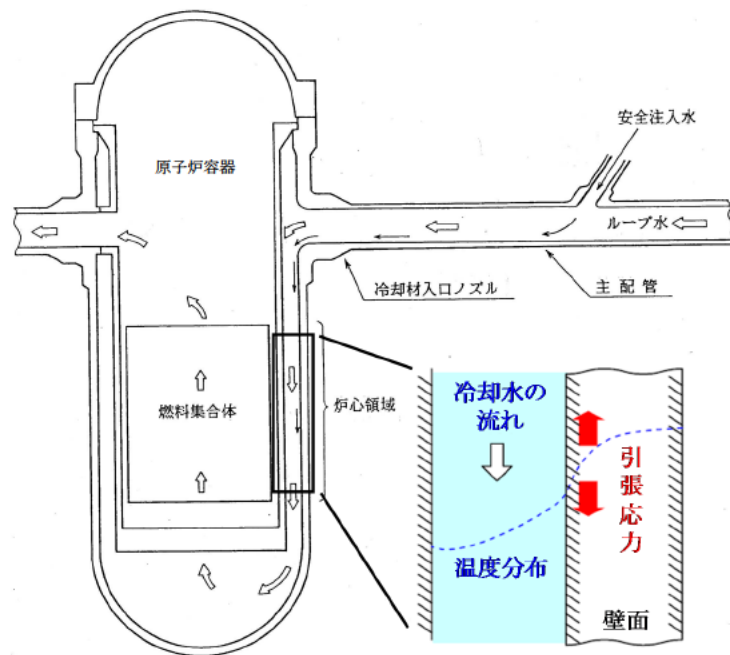 安全注入水
原子炉容器
ループ水
冷却材入口ノズル
主配管
炉心領域
燃料集合体
冷却水の
流れ
引張応力
温度分布
壁面